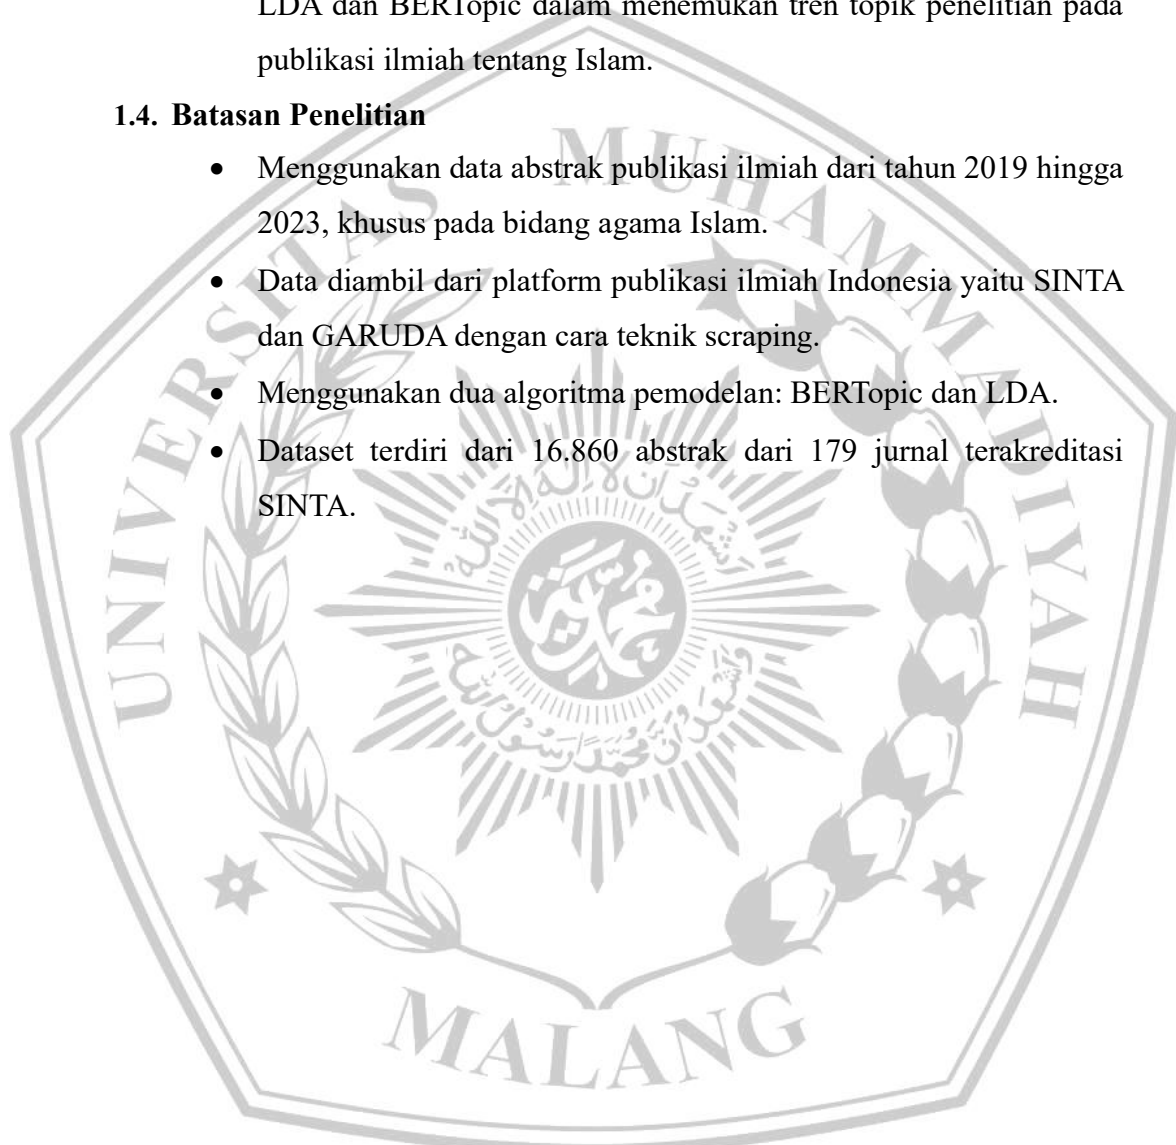 LDA dan BERTopic dalam menemukan tren topik penelitian pada
publikasi ilmiah tentang Islam.
1.4. Batasan Penelitian
• Menggunakan data abstrak publikasi ilmiah dari tahun 2019 hingga
2023, khusus pada bidang agama Islam.
• Data diambil dari platform publikasi ilmiah Indonesia yaitu SINTA
dan GARUDA dengan cara teknik scraping.
• Menggunakan dua algoritma pemodelan: BERTopic dan LDA.
• Dataset terdiri dari 16.860 abstrak dari 179 jurnal terakreditasi
SINTA.
UNIVERSITAS MUHAMMADIYAH
MALANG